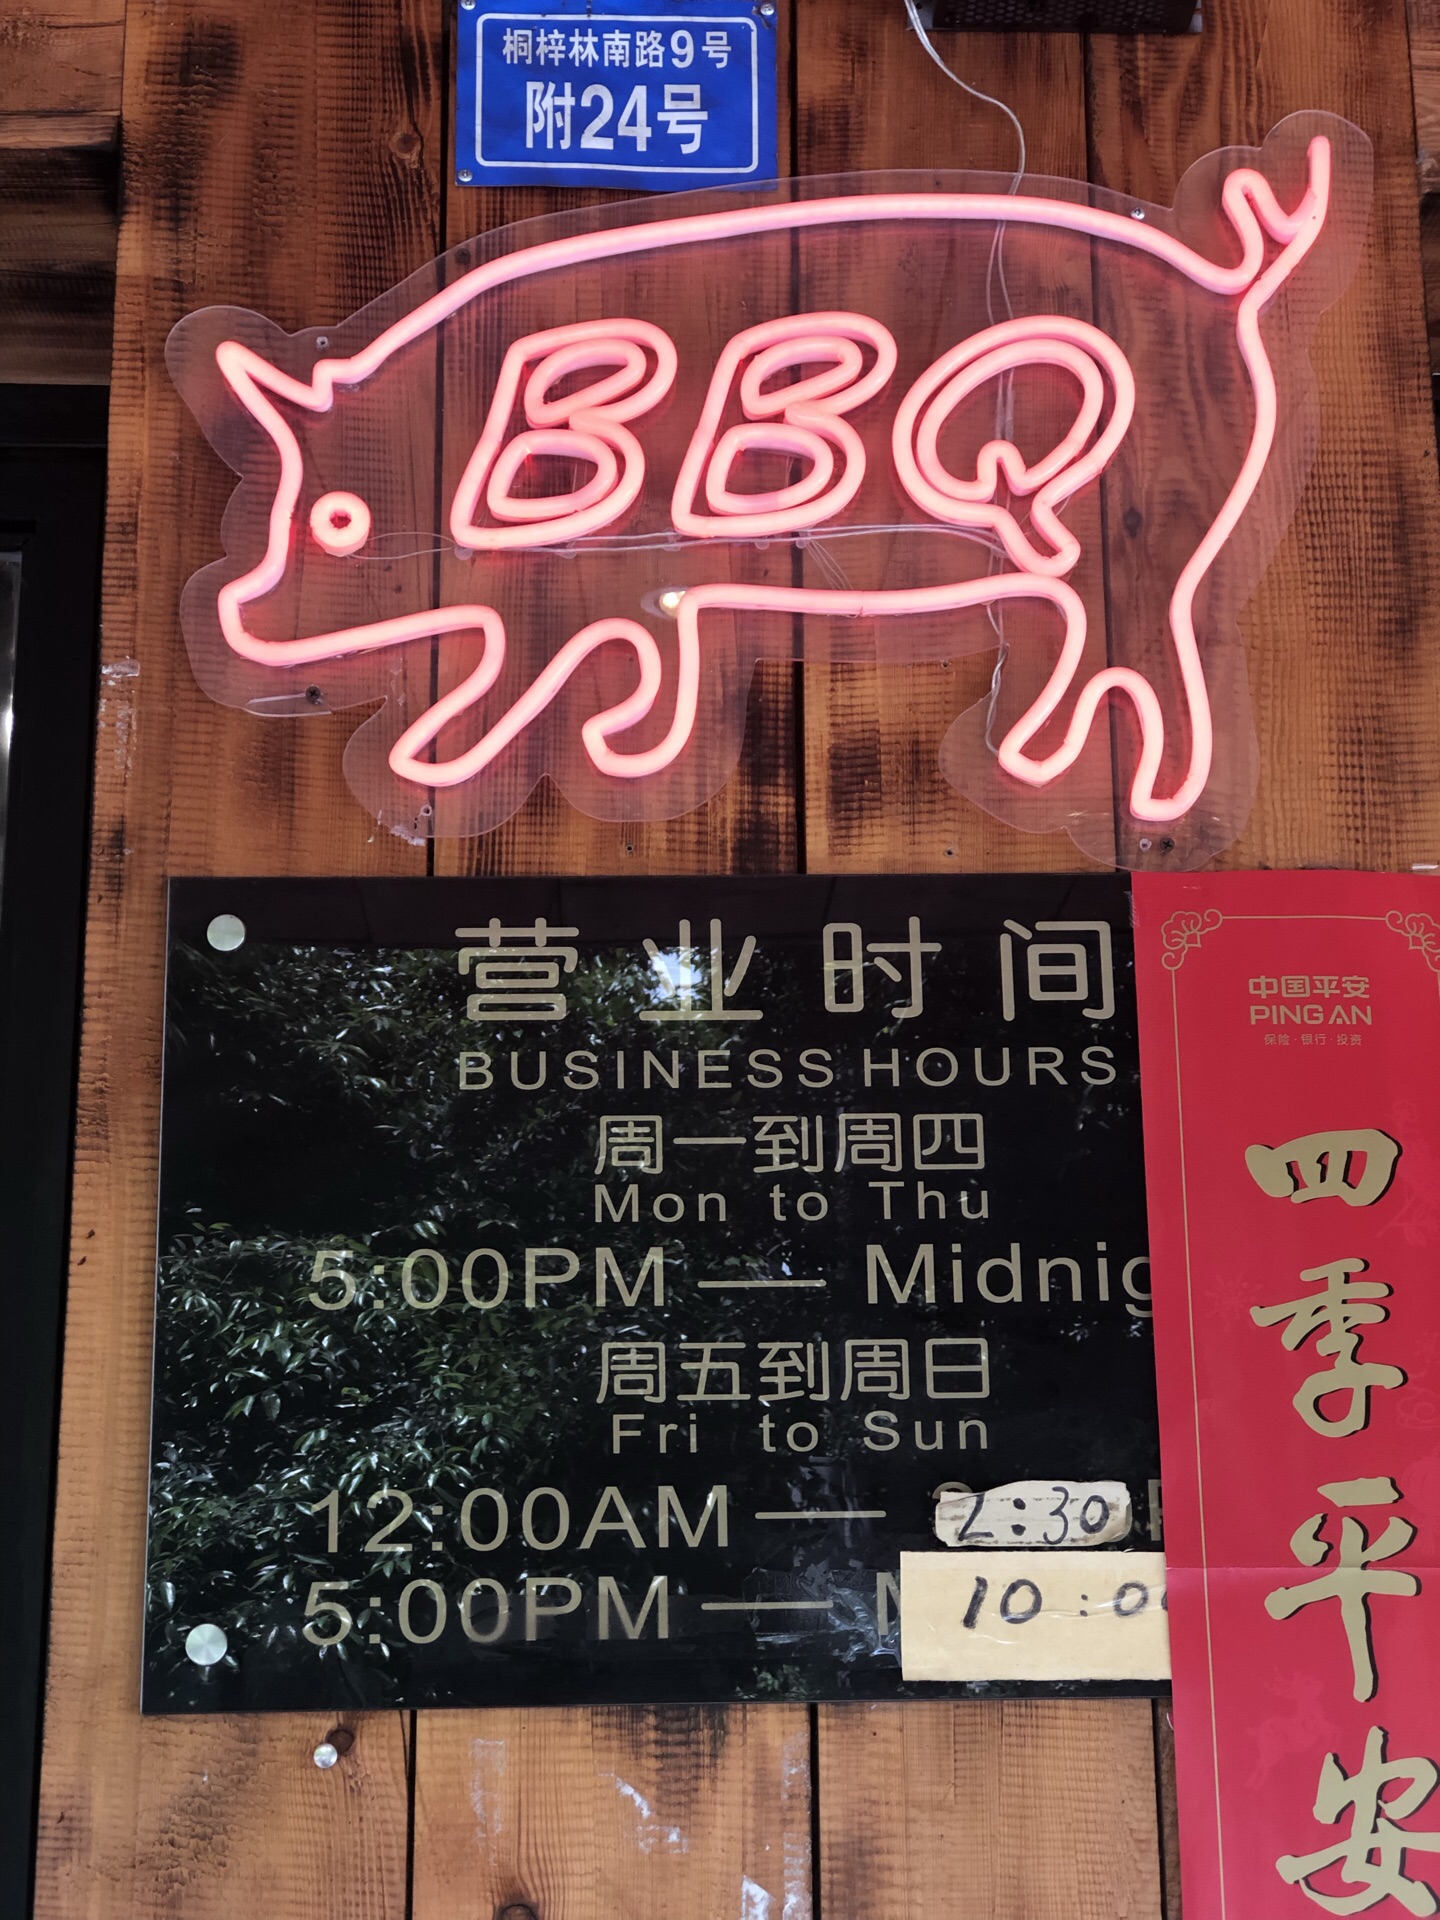 桐梓林南路9号
附24号
BBQ
营业时间
BUSINESS HOURS
周一到周四
Mon to Thu
5:00PM — Midnig
周五到周日
Fri to Sun
12:00AM — 2:30
5:00PM — 10:00
中国平安
PING AN
保险·银行·投资
四季平安